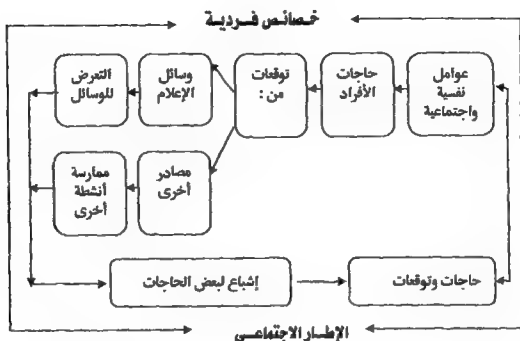 خصائص فردية
عوامل
نفسية
واجتماعية
حاجات
الأفراد
توقعات
من :
وسائل
الإعلام
التعرض
للوسائل
مصادر
أخرى
ممارسة
أنشطة
أخرى
إشباع لبعض الحاجات
حاجات وتوقعات
الإطار الاجتماعى